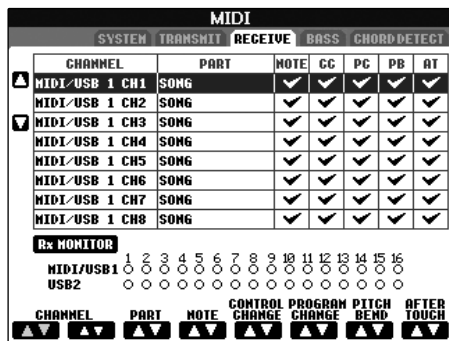 MIDI
SYSTEM TRANSMIT RECEIVE BASS CHORD DETECT
CHANNEL PART NOTE CC PC PB AT
MIDI/USB 1 CH1 SONG
MIDI/USB 1 CH2 SONG
MIDI/USB 1 CH3 SONG
MIDI/USB 1 CH4 SONG
MIDI/USB 1 CH5 SONG
MIDI/USB 1 CH6 SONG
MIDI/USB 1 CH7 SONG
MIDI/USB 1 CH8 SONG
Rx MONITOR
1 2 3 4 5 6 7 8 9 10 11 12 13 14 15 16
MIDI/USB1
USB2
CHANNEL PART NOTE CONTROL CHANGE PROGRAM CHANGE PITCH BEND AFTER TOUCH